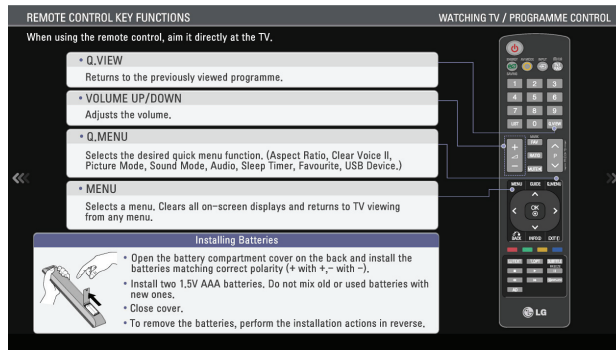 REMOTE CONTROL KEY FUNCTIONS
WATCHING TV / PROGRAMME CONTROL
When using the remote control, aim it directly at the TV.
• Q.VIEW
Returns to the previously viewed programme.
• VOLUME UP/DOWN
Adjusts the volume.
• Q.MENU
Selects the desired quick menu function. (Aspect Ratio, Clear Voice II,
Picture Mode, Sound Mode, Audio, Sleep Timer, Favourite, USB Device.)
• MENU
Selects a menu. Clears all on-screen displays and returns to TV viewing
from any menu.
Installing Batteries
• Open the battery compartment cover on the back and install the
batteries matching correct polarity (+ with +,- with -).
• Install two 1.5V AAA batteries. Do not mix old or used batteries with
new ones.
• Close cover.
• To remove the batteries, perform the installation actions in reverse.
1 2 3
4 5 6
7 8 9
LIST 0 Q.VIEW
+ FAV
RATIO P
- MUTE
MENU GUIDE Q.MENU
OK
BACK INFO EXIT
SUBTITLE
AD
LG